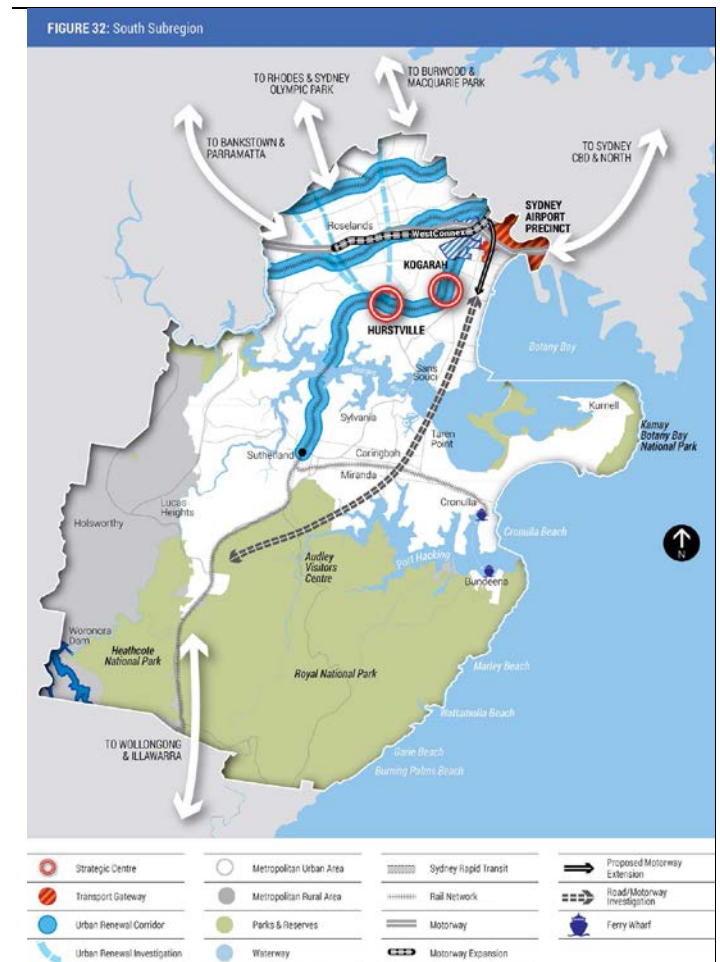 FIGURE 32: South Subregion
TO BURWOOD &
MACQUARIE PARK
TO RHODES & SYDNEY
OLYMPIC PARK
TO BANKSTOWN &
PARRAMATTA
TO SYDNEY
CBD & NORTH
SYDNEY
AIRPORT
PRECINCT
Roselands
WestConnex
KOGARAH
HURSTVILLE
Botany Bay
Sans
Souci
Georges
River
Kurnell
Kamay
Botany Bay
National Park
Sylvania
Taren
Point
Sutherland
Caringbah
Miranda
Lucas
Heights
Holsworthy
Cronulla
Cronulla Beach
N
Audley
Visitors
Centre
Port Hacking
Bundeena
Woronora
Dam
Heathcote
National Park
Royal National Park
Marley Beach
Wattamolla Beach
TO WOLLONGONG
& ILLAWARRA
Garie Beach
Burning Palms Beach
Strategic Centre
Metropolitan Urban Area
Sydney Rapid Transit
Proposed Motorway
Extension
Transport Gateway
Metropolitan Rural Area
Rail Network
Road/Motorway
Investigation
Urban Renewal Corridor
Parks & Reserves
Motorway
Ferry Wharf
Urban Renewal Investigation
Waterway
Motorway Expansion